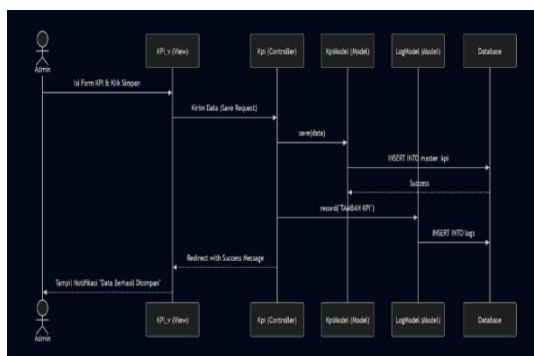 Admin
KPI_v (View)
Kpi (Controller)
KpiModel (Model)
LogModel (Model)
Database
Isi Form KPI & Klik Simpan
Kirim Data (Save Request)
save(data)
INSERT INTO master_kpi
Success
record("TAMBAH KPI")
INSERT INTO logs
Redirect with Success Message
Tampil Notifikasi "Data Berhasil Disimpan"
Admin
KPI_v (View)
Kpi (Controller)
KpiModel (Model)
LogModel (Model)
Database